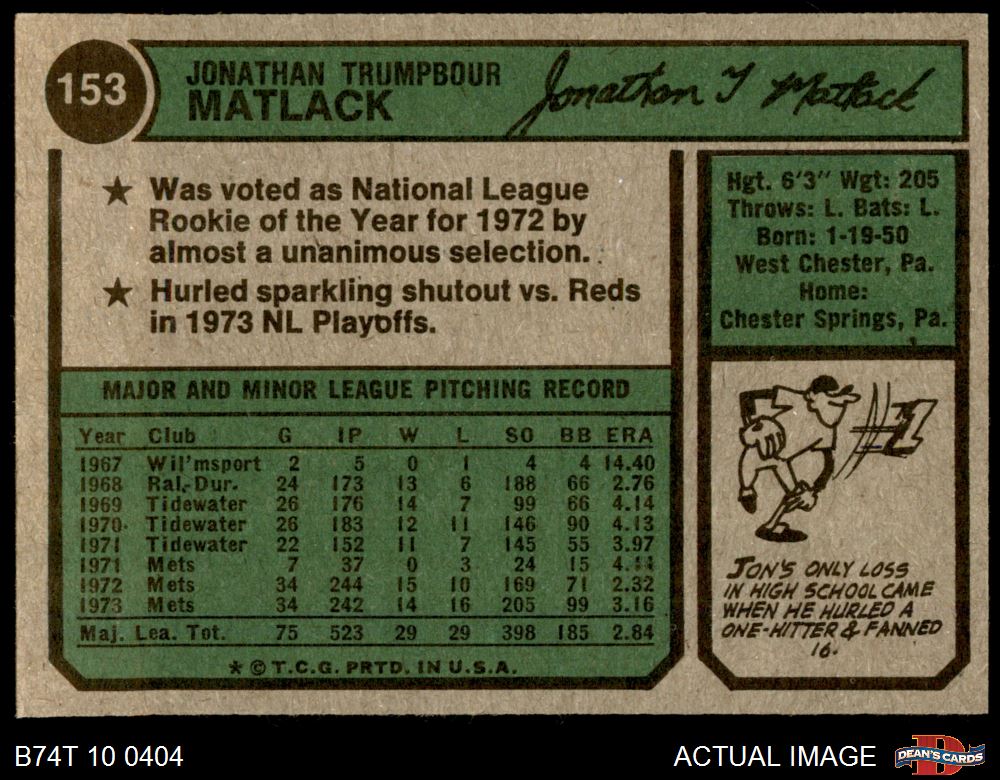 153
JONATHAN TRUMPBOUR
MATLACK
Jonathan T Matlack
★ Was voted as National League
Rookie of the Year for 1972 by
almost a unanimous selection.
★ Hurled sparkling shutout vs. Reds
in 1973 NL Playoffs.
Hgt. 6'3" Wgt: 205
Throws: L. Bats: L.
Born: 1-19-50
West Chester, Pa.
Home:
Chester Springs, Pa.
MAJOR AND MINOR LEAGUE PITCHING RECORD
Year Club G IP W L SO BB ERA
1967 Wil'msport 2 5 0 1 4 4 14.40
1968 Ral.-Dur. 24 173 13 6 188 66 2.76
1969 Tidewater 26 176 14 7 99 66 4.14
1970 Tidewater 26 183 12 11 146 90 4.13
1971 Tidewater 22 152 11 7 145 55 3.97
1971 Mets 7 37 0 3 24 15 4.14
1972 Mets 34 244 15 10 169 71 2.32
1973 Mets 34 242 14 16 205 99 3.16
Maj. Lea. Tot. 75 523 29 29 398 185 2.84
★ © T.C.G. PRTD. IN U.S.A.
1
JON'S ONLY LOSS
IN HIGH SCHOOL CAME
WHEN HE HURLED A
ONE-HITTER & FANNED
16.
B74T 10 0404
ACTUAL IMAGE
D
DEAN'S CARDS